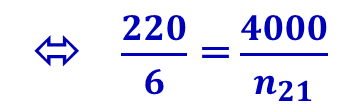 ⇔ 220/6 = 4000/n₂₁